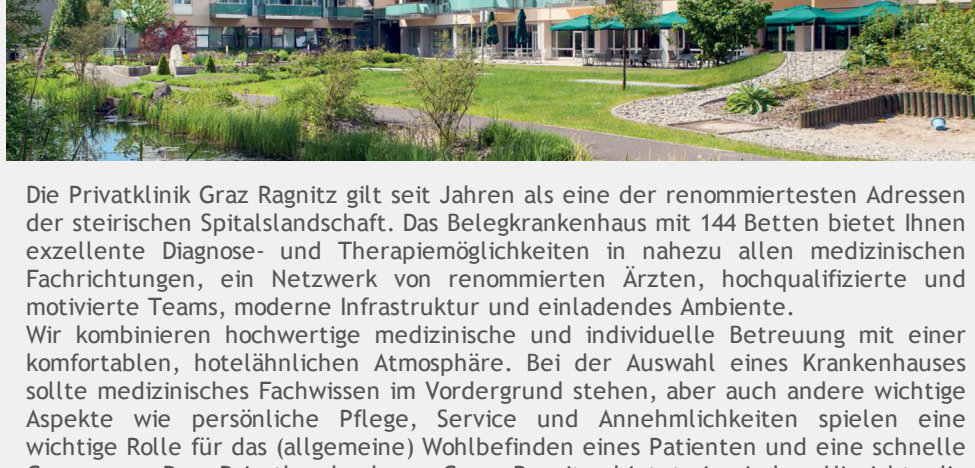 Die Privatklinik Graz Ragnitz gilt seit Jahren als eine der renommiertesten Adressen
der steirischen Spitalslandschaft. Das Belegkrankenhaus mit 144 Betten bietet Ihnen
exzellente Diagnose- und Therapiemöglichkeiten in nahezu allen medizinischen
Fachrichtungen, ein Netzwerk von renommierten Ärzten, hochqualifizierte und
motivierte Teams, moderne Infrastruktur und einladendes Ambiente.
Wir kombinieren hochwertige medizinische und individuelle Betreuung mit einer
komfortablen, hotelähnlichen Atmosphäre. Bei der Auswahl eines Krankenhauses
sollte medizinisches Fachwissen im Vordergrund stehen, aber auch andere wichtige
Aspekte wie persönliche Pflege, Service und Annehmlichkeiten spielen eine
wichtige Rolle für das (allgemeine) Wohlbefinden eines Patienten und eine schnelle